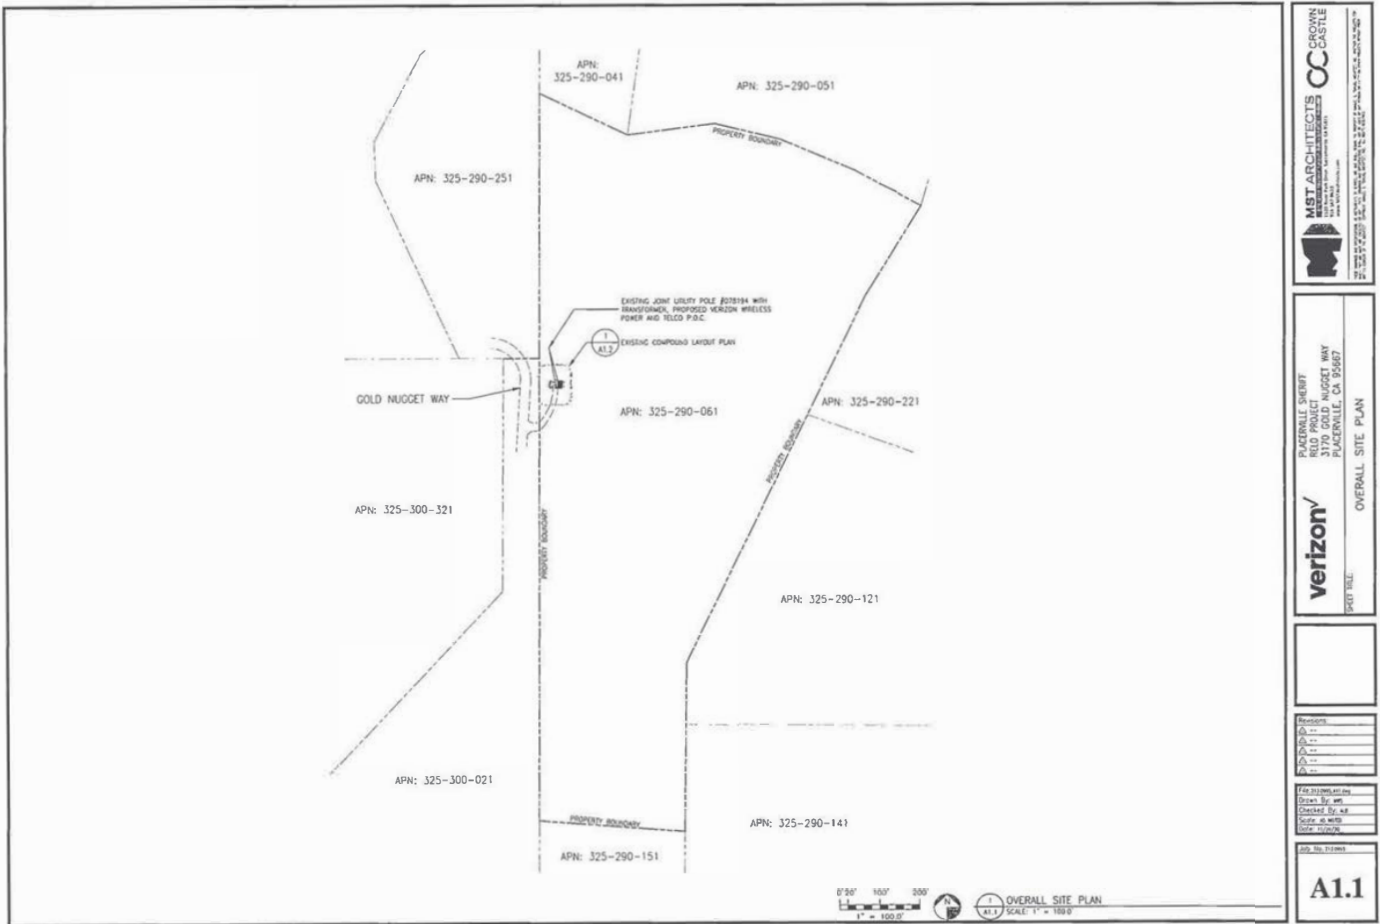 APN:
325-290-041
APN: 325-290-051
PROPERTY BOUNDARY
APN: 325-290-251
EXISTING JOINT UTILITY POLE WITH
TRANSFORMER, PROPOSED VERIZON WIRELESS
POWER AND TELCO P.O.C.
1
A1.2
EXISTING COMPOUND LAYOUT PLAN
GOLD NUGGET WAY
APN: 325-290-061
APN: 325-290-221
PROPERTY BOUNDARY
APN: 325-300-321
PROPERTY BOUNDARY
APN: 325-290-121
APN: 325-300-021
PROPERTY BOUNDARY
APN: 325-290-141
APN: 325-290-151
100' 200'
1" = 100.0'
N
1
A1.1
OVERALL SITE PLAN
SCALE: 1" = 100.0'
MST ARCHITECTS
CC CROWN
CASTLE
PLACERVILLE SHERIFF
RELO PROJECT
3170 GOLD NUGGET WAY
PLACERVILLE, CA 95667
verizon✓
SHEET TITLE:
OVERALL SITE PLAN
Revisions:
Drawn By:
Checked By:
Scale: AS NOTED
Date:
Job No.
A1.1